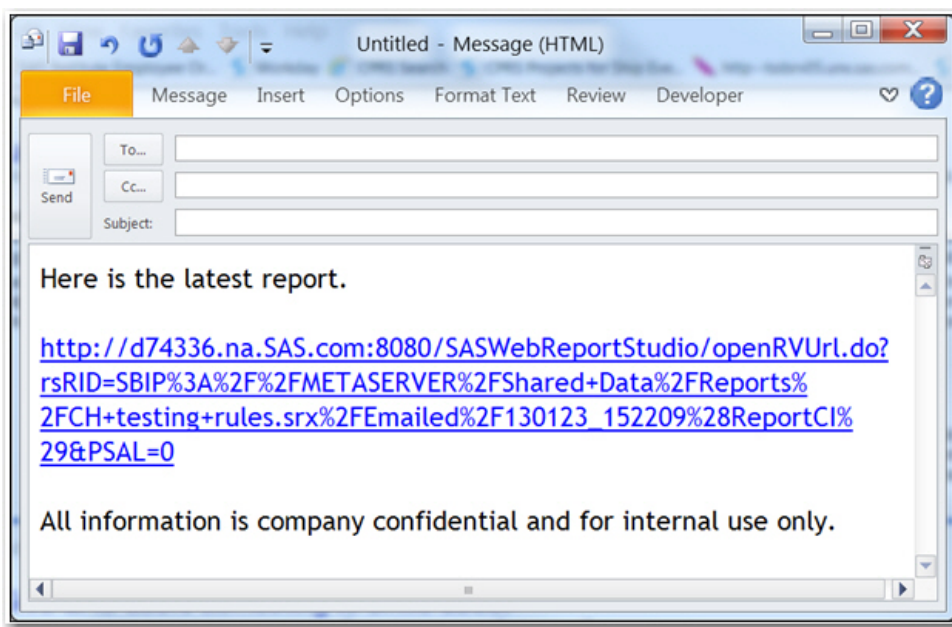 Untitled - Message (HTML)
File Message Insert Options Format Text Review Developer
To...
Send
Cc...
Subject:
Here is the latest report.
http://d74336.na.SAS.com:8080/SASWebReportStudio/openRVUrl.do?
rsRID=SBIP%3A%2F%2FMETASERVER%2FShared+Data%2FReports%
2FCH+testing+rules.srx%2FEmailed%2F130123_152209%28ReportCI%
29&PSAL=0
All information is company confidential and for internal use only.